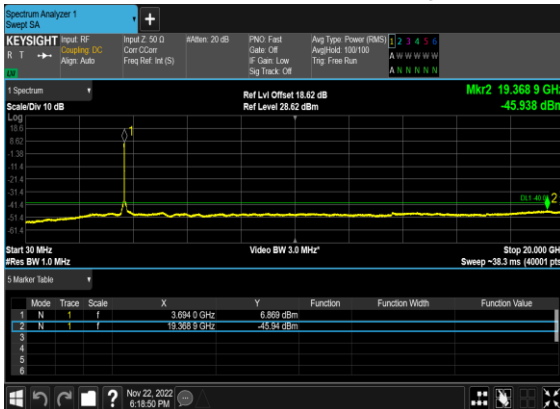 Spectrum Analyzer 1
Swept SA
+
KEYSIGHT Input: RF Input Z: 50 Ω #Atten: 20 dB PNO: Fast Avg Type: Power (RMS) 1 2 3 4 5 6
R T Coupling: DC Corr CCorr Gate: Off Avg|Hold: 100/100 A W W W W W
Align: Auto Freq Ref: Int (S) IF Gain: Low Trig: Free Run
Sig Track: Off A N N N N N
1 Spectrum Ref Lvl Offset 18.62 dB Mkr2 19.368 9 GHz
Scale/Div 10 dB Ref Level 28.62 dBm -45.938 dBm
Log
18.6
8.62
-1.38
-11.4
-21.4
-31.4
-41.4
-51.4
-61.4
1
2
Start 30 MHz Video BW 3.0 MHz* Stop 20.000 GHz
#Res BW 1.0 MHz Sweep ~38.3 ms (40001 pts)
5 Marker Table
Mode Trace Scale X Y Function Function Width Function Value
1 N 1 f 3.694 0 GHz 6.869 dBm
2 N 1 f 19.368 9 GHz -45.94 dBm
3
4
5
6
? Nov 22, 2022
6:18:50 PM